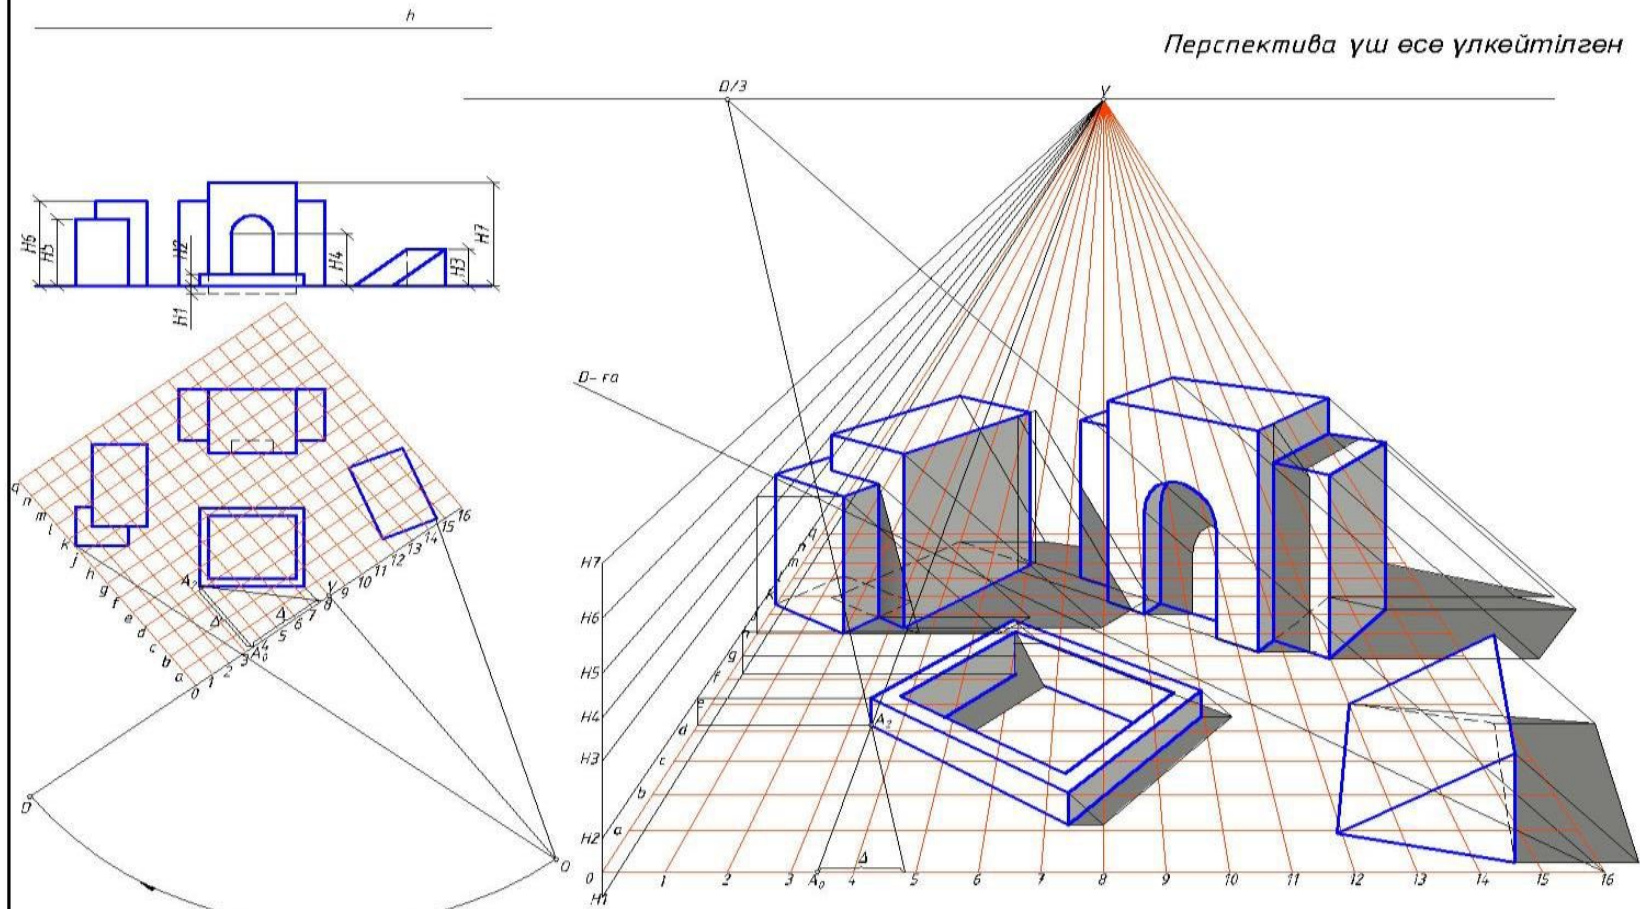 h
Перспектива үш есе үлкейтілген
D/3
V
H6
H5
H2
H4
H3
H7
H1
D- ға
q
n
m
l
k
j
h
g
f
e
d
c
b
a
0
1
2
3
4
5
6
7
8
9
10
11
12
13
14
15
16
V
A₂
Δ
Δ
A₀
D
O
H7
H6
H5
H4
H3
H2
H1
q
n
m
l
k
j
h
g
f
e
d
c
b
a
A₂
Δ
0
1
2
3
A₀
4
5
6
7
8
9
10
11
12
13
14
15
16